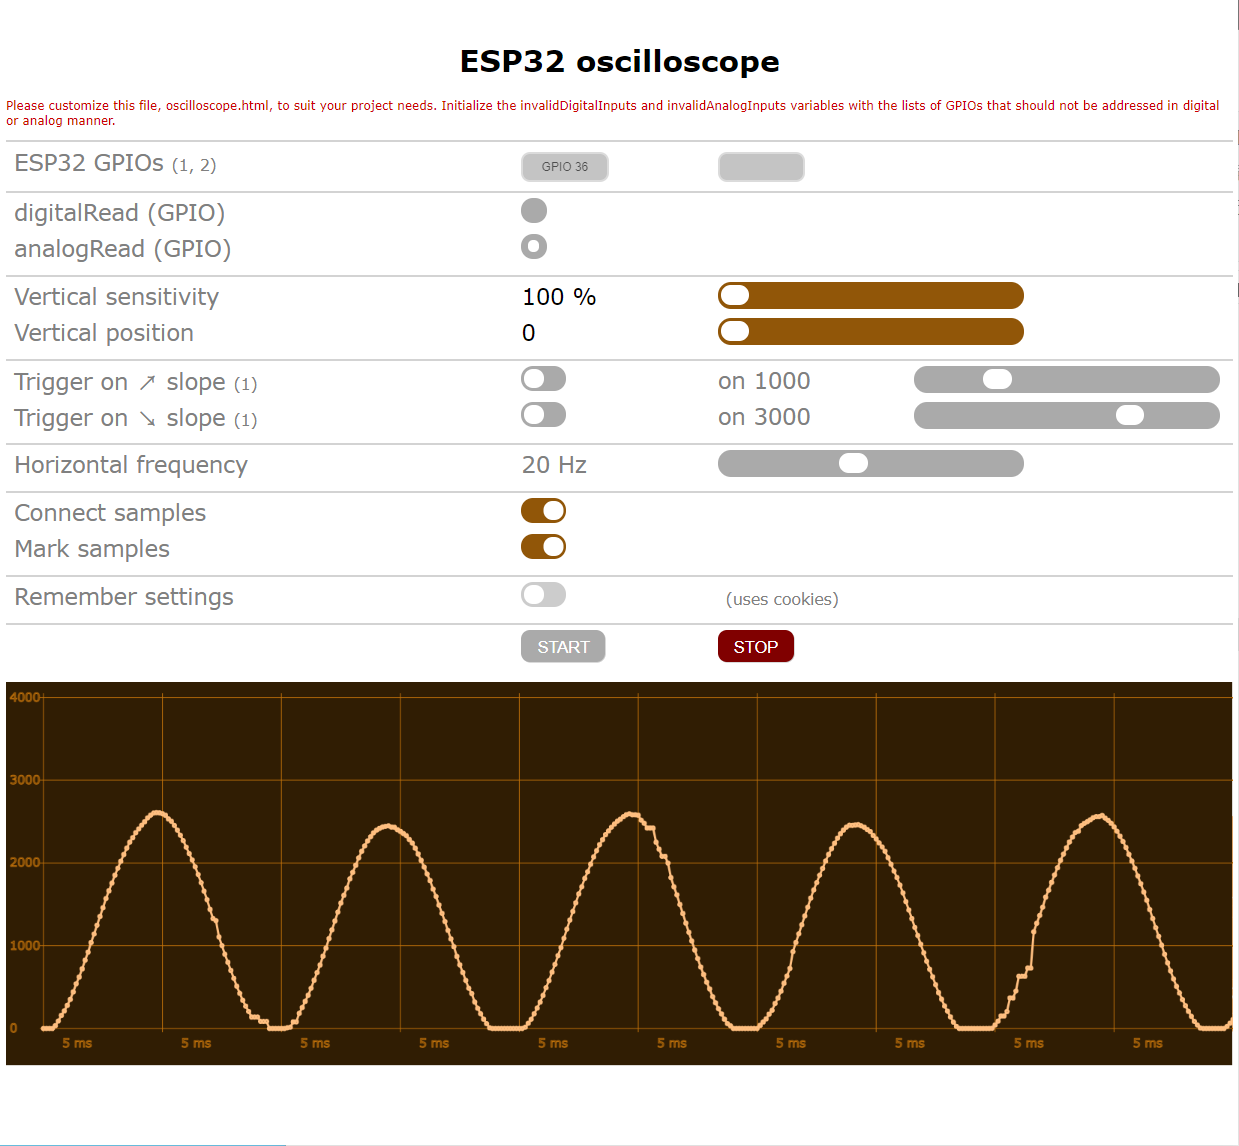 ESP32 oscilloscope
Please customize this file, oscilloscope.html, to suit your project needs. Initialize the invalidDigitalInputs and invalidAnalogInputs variables with the lists of GPIOs that should not be addressed in digital
or analog manner.
ESP32 GPIOs (1, 2) GPIO 36
digitalRead (GPIO)
analogRead (GPIO)
Vertical sensitivity 100 %
Vertical position 0
Trigger on ↗ slope (1) on 1000
Trigger on ↘ slope (1) on 3000
Horizontal frequency 20 Hz
Connect samples
Mark samples
Remember settings (uses cookies)
START STOP
4000
3000
2000
1000
0
5 ms 5 ms 5 ms 5 ms 5 ms 5 ms 5 ms 5 ms 5 ms 5 ms